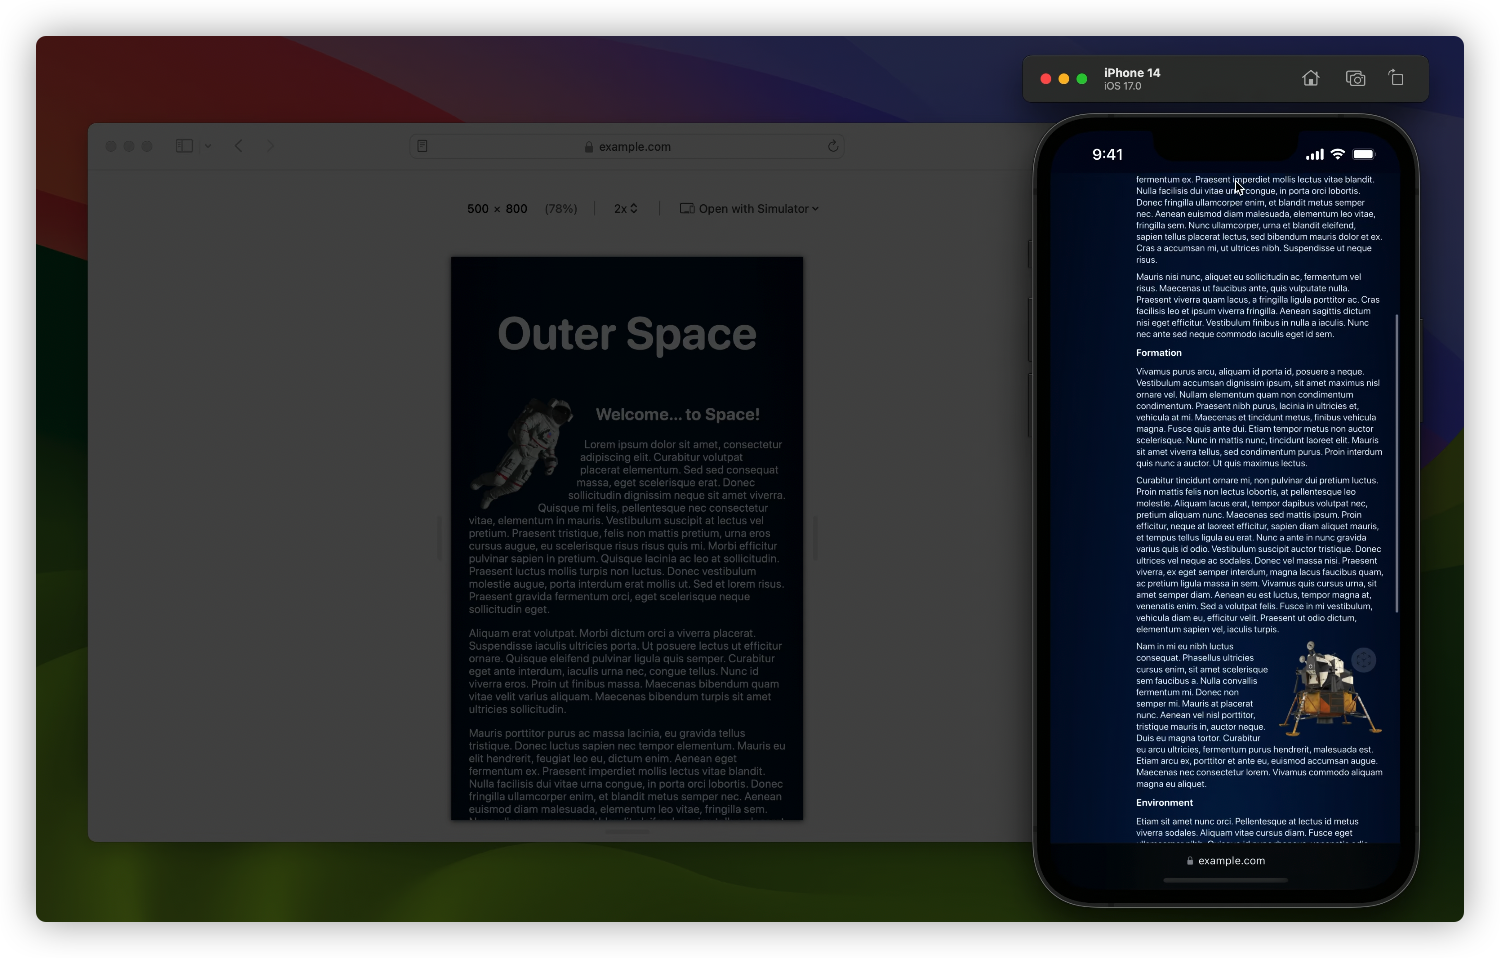 iPhone 14
iOS 17.0
example.com
500 × 800 (78%) 2x Open with Simulator
Outer Space
Welcome... to Space!
Lorem ipsum dolor sit amet, consectetur
adipiscing elit. Curabitur volutpat
placerat elementum. Sed sed consequat
massa, eget scelerisque erat. Donec
sollicitudin dignissim neque sit amet viverra.
Quisque mi felis, pellentesque nec consectetur
vitae, elementum in mauris. Vestibulum suscipit at lectus vel
pretium. Praesent tristique, felis non mattis pretium, urna eros
cursus augue, eu scelerisque risus risus quis mi. Morbi efficitur
pulvinar sapien in pretium. Quisque lacinia ac leo at sollicitudin.
Praesent luctus mollis turpis non luctus. Donec vestibulum
molestie augue, porta interdum erat mollis ut. Sed et lorem risus.
Praesent gravida fermentum orci, eget scelerisque neque
sollicitudin eget.
Aliquam erat volutpat. Morbi dictum orci a viverra placerat.
Suspendisse iaculis ultricies porta. Ut posuere lectus ut efficitur
ornare. Quisque eleifend pulvinar ligula quis semper. Curabitur
eget ante interdum, iaculis urna nec, congue tellus. Nunc id
viverra eros. Proin ut finibus massa. Maecenas bibendum quam
vitae velit varius aliquam. Maecenas bibendum turpis sit amet
ultricies sollicitudin.
Mauris porttitor purus ac massa lacinia, eu gravida tellus
tristique. Donec luctus sapien nec tempor elementum. Mauris eu
elit hendrerit, feugiat leo eu, dictum enim. Aenean eget
fermentum ex. Praesent imperdiet mollis lectus vitae blandit.
Nulla facilisis dui vitae urna congue, in porta orci lobortis. Donec
fringilla ullamcorper enim, et blandit metus semper nec. Aenean
euismod diam malesuada, elementum leo vitae, fringilla sem.
9:41
fermentum ex. Praesent imperdiet mollis lectus vitae blandit.
Nulla facilisis dui vitae urna congue, in porta orci lobortis.
Donec fringilla ullamcorper enim, et blandit metus semper
nec. Aenean euismod diam malesuada, elementum leo vitae,
fringilla sem. Nunc ullamcorper, urna et blandit eleifend,
sapien tellus placerat lectus, sed bibendum mauris dolor et ex.
Cras a accumsan mi, ut ultrices nibh. Suspendisse ut neque
risus.
Mauris nisi nunc, aliquet eu sollicitudin ac, fermentum vel
risus. Maecenas ut faucibus ante, quis vulputate nulla.
Praesent viverra quam lacus, a fringilla ligula porttitor ac. Cras
facilisis leo et ipsum viverra fringilla. Aenean sagittis dictum
nisi eget efficitur. Vestibulum finibus in nulla a iaculis. Nunc
nec ante sed neque commodo iaculis eget id sem.
Formation
Vivamus purus arcu, aliquam id porta id, posuere a neque.
Vestibulum accumsan dignissim ipsum, sit amet maximus nisl
ornare vel. Nullam elementum quam non condimentum
condimentum. Praesent nibh purus, lacinia in ultricies et,
vehicula at mi. Maecenas et tincidunt metus, finibus vehicula
magna. Fusce quis ante dui. Etiam tempor metus non auctor
scelerisque. Nunc in mattis nunc, tincidunt laoreet elit. Mauris
sit amet viverra tellus, sed condimentum purus. Proin interdum
quis nunc a auctor. Ut quis maximus lectus.
Curabitur tincidunt ornare mi, non pulvinar dui pretium luctus.
Proin mattis felis non lectus lobortis, at pellentesque leo
molestie. Aliquam lacus erat, tempor dapibus volutpat nec,
pretium aliquam nunc. Maecenas sed mattis ipsum. Proin
efficitur, neque at laoreet efficitur, sapien diam aliquet mauris,
et tempus tellus ligula eu erat. Nunc a ante in nunc gravida
varius quis id odio. Vestibulum suscipit auctor tristique. Donec
ultrices vel neque ac sodales. Donec vel massa nisi. Praesent
viverra, ex eget semper interdum, magna lacus faucibus quam,
ac pretium ligula massa in sem. Vivamus quis cursus urna, sit
amet semper diam. Aenean eu est luctus, tempor magna at,
venenatis enim. Sed a volutpat felis. Fusce in mi vestibulum,
vehicula diam eu, viverra tellus. Praesent ut odio dictum,
elementum sapien vel, iaculis turpis.
Nam in mi eu nibh luctus
consequat. Phasellus ultricies
cursus enim, sit amet scelerisque
sem faucibus a. Nulla convallis
fermentum mi. Donec non
semper mi. Mauris at placerat
nunc. Aenean vel nisl porttitor,
tristique mauris in, auctor neque.
Duis eu magna tortor. Curabitur
eu arcu ultricies, fermentum purus hendrerit, malesuada est.
Etiam arcu ex, porttitor et ante eu, euismod accumsan augue.
Maecenas nec consectetur lorem. Vivamus commodo aliquam
magna eu aliquet.
Environment
Etiam sit amet nunc orci. Pellentesque at lectus id metus
viverra sodales. Aliquam vitae cursus diam. Fusce eget
example.com